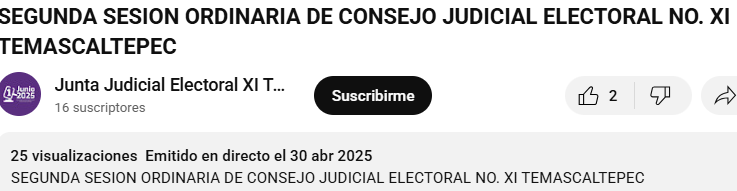 SEGUNDA SESION ORDINARIA DE CONSEJO JUDICIAL ELECTORAL NO. XI
TEMASCALTEPEC
1 Junio
2025
Junta Judicial Electoral XI T...
16 suscriptores
Suscribirme
2
25 visualizaciones Emitido en directo el 30 abr 2025
SEGUNDA SESION ORDINARIA DE CONSEJO JUDICIAL ELECTORAL NO. XI TEMASCALTEPEC